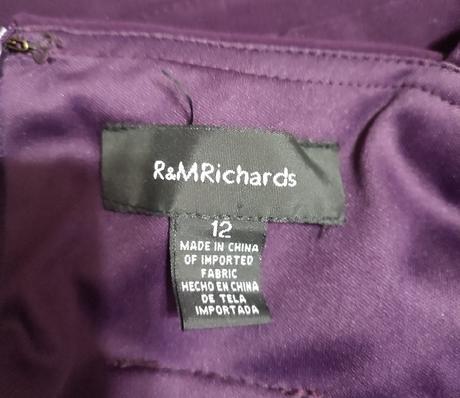 R&MRichards
12
MADE IN CHINA
OF IMPORTED
FABRIC
HECHO EN CHINA
DE TELA
IMPORTADA